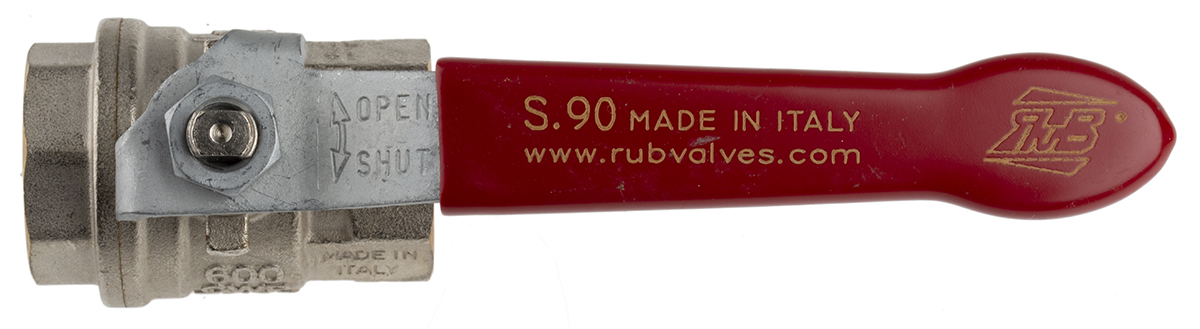 OPEN
SHUT
S.90 MADE IN ITALY
www.rubvalves.com
RUB®
MADE IN
ITALY
600